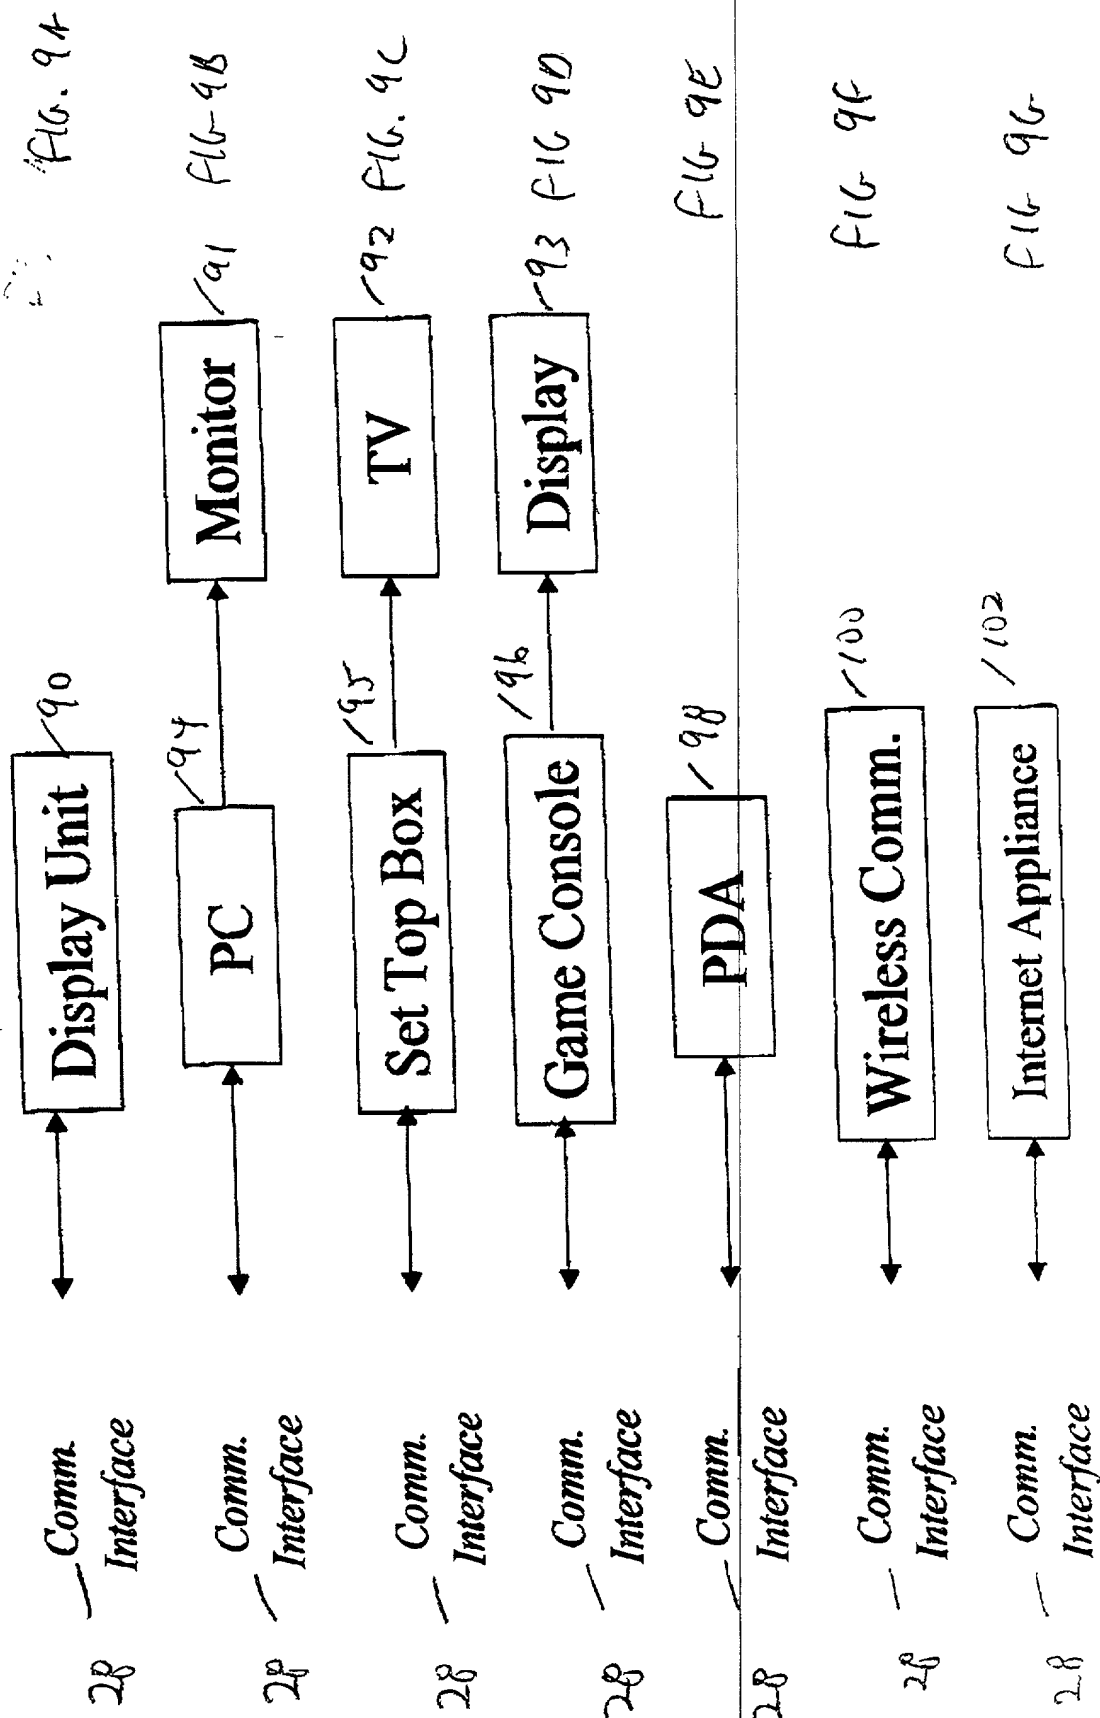 FIG. 9A
90
Display Unit
Comm.
Interface
28
FIG 9B
91
Monitor
94
PC
Comm.
Interface
28
FIG. 9C
92
TV
95
Set Top Box
Comm.
Interface
28
FIG 9D
93
Display
96
Game Console
Comm.
Interface
28
FIG 9E
98
PDA
Comm.
Interface
28
FIG 9F
100
Wireless Comm.
Comm.
Interface
28
FIG 9G
102
Internet Appliance
Comm.
Interface
28